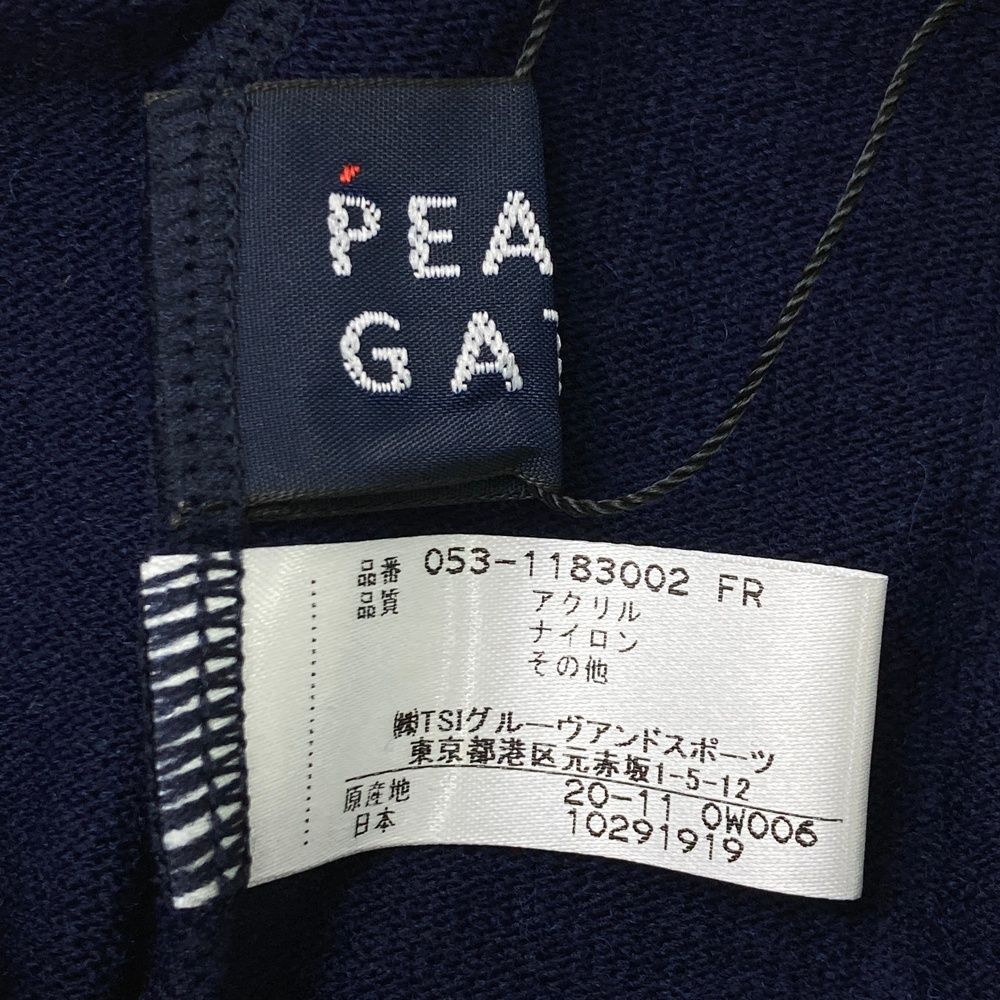 PEA
GA
品番 053-1183002 FR
品質 アクリル
ナイロン
その他
㈱TSIグルーヴアンドスポーツ
東京都港区元赤坂1-5-12
原産地 20-11 0W006
日本 10291919